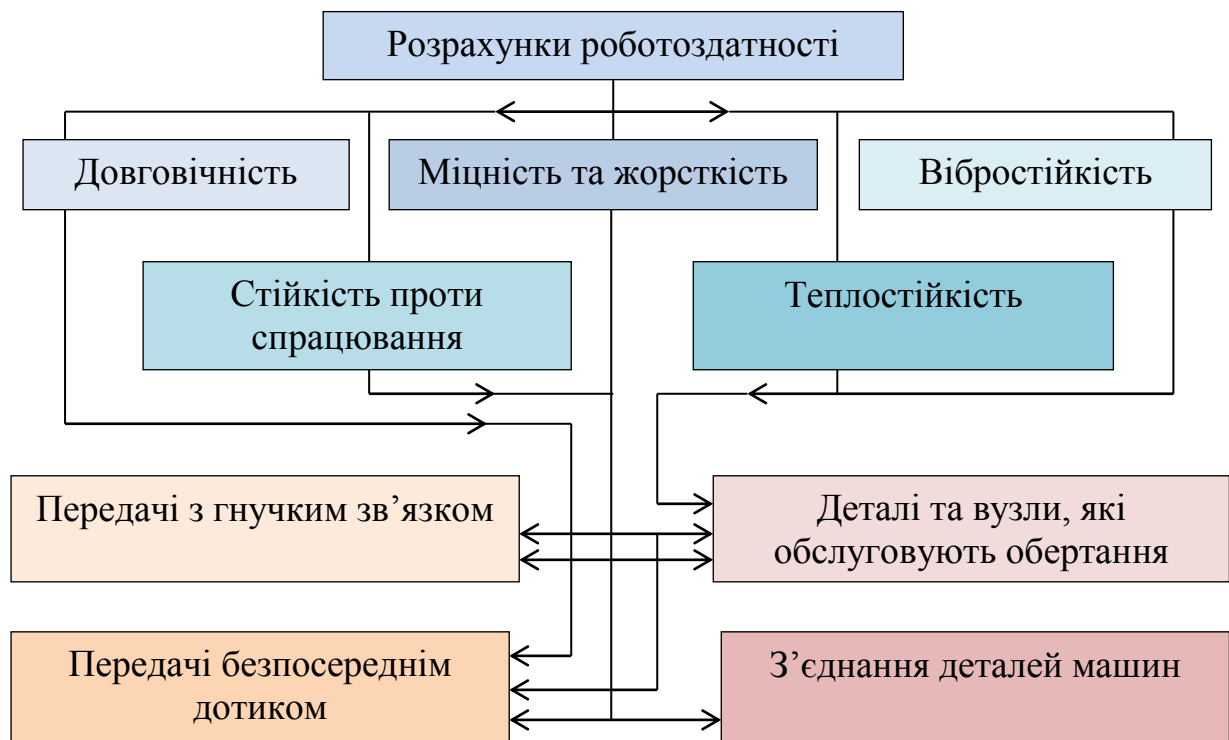 Розрахунки роботоздатності
Довговічність
Міцність та жорсткість
Вібростійкість
Стійкість проти
спрацювання
Теплостійкість
Передачі з гнучким зв’язком
Деталі та вузли, які
обслуговують обертання
Передачі безпосереднім
дотиком
З’єднання деталей машин